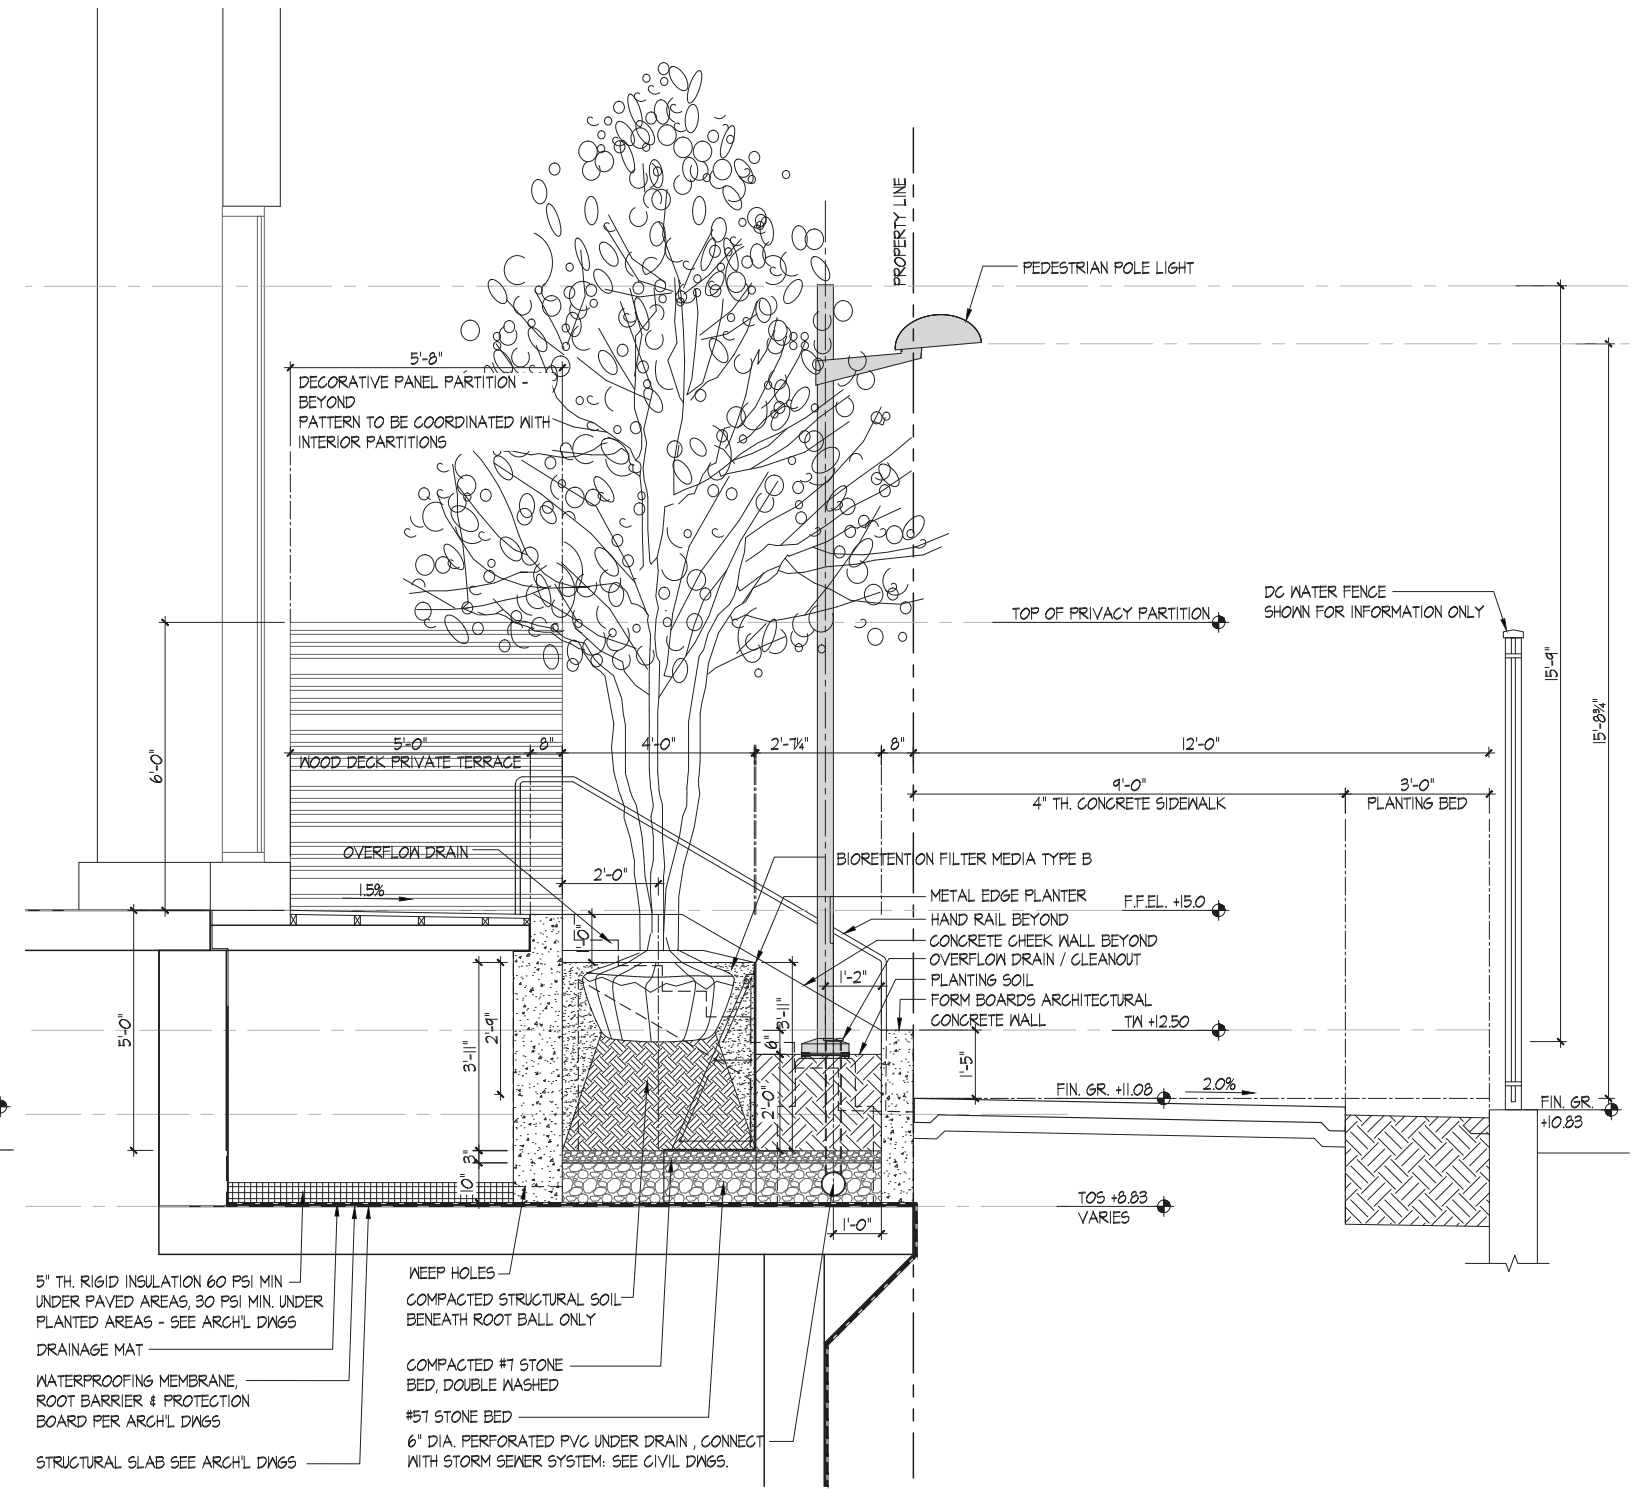 PROPERTY LINE
PEDESTRIAN POLE LIGHT
5'-8"
DECORATIVE PANEL PARTITION -
BEYOND
PATTERN TO BE COORDINATED WITH
INTERIOR PARTITIONS
DC WATER FENCE
SHOWN FOR INFORMATION ONLY
TOP OF PRIVACY PARTITION
15'-9"
15'-8¾"
6'-0"
5'-0"
8"
4'-0"
2'-7¼"
8"
12'-0"
WOOD DECK PRIVATE TERRACE
9'-0"
3'-0"
4" TH. CONCRETE SIDEWALK
PLANTING BED
OVERFLOW DRAIN
BIORETENTION FILTER MEDIA TYPE B
2'-0"
1.5%
METAL EDGE PLANTER
F.F.EL. +15.0
HAND RAIL BEYOND
1'-0"
CONCRETE CHEEK WALL BEYOND
OVERFLOW DRAIN / CLEANOUT
1'-2"
PLANTING SOIL
FORM BOARDS ARCHITECTURAL
CONCRETE WALL
TW +12.50
5'-0"
3'-11"
2'-9"
3'-11"
6"
2'-0"
1'-5"
FIN. GR. +11.08
2.0%
FIN. GR.
+10.83
3"
10"
TOS +8.83
VARIES
1'-0"
5" TH. RIGID INSULATION 60 PSI MIN
UNDER PAVED AREAS, 30 PSI MIN. UNDER
PLANTED AREAS - SEE ARCH'L DWGS
DRAINAGE MAT
WATERPROOFING MEMBRANE,
ROOT BARRIER & PROTECTION
BOARD PER ARCH'L DWGS
STRUCTURAL SLAB SEE ARCH'L DWGS
WEEP HOLES
COMPACTED STRUCTURAL SOIL
BENEATH ROOT BALL ONLY
COMPACTED #7 STONE
BED, DOUBLE WASHED
#57 STONE BED
6" DIA. PERFORATED PVC UNDER DRAIN , CONNECT
WITH STORM SEWER SYSTEM: SEE CIVIL DWGS.